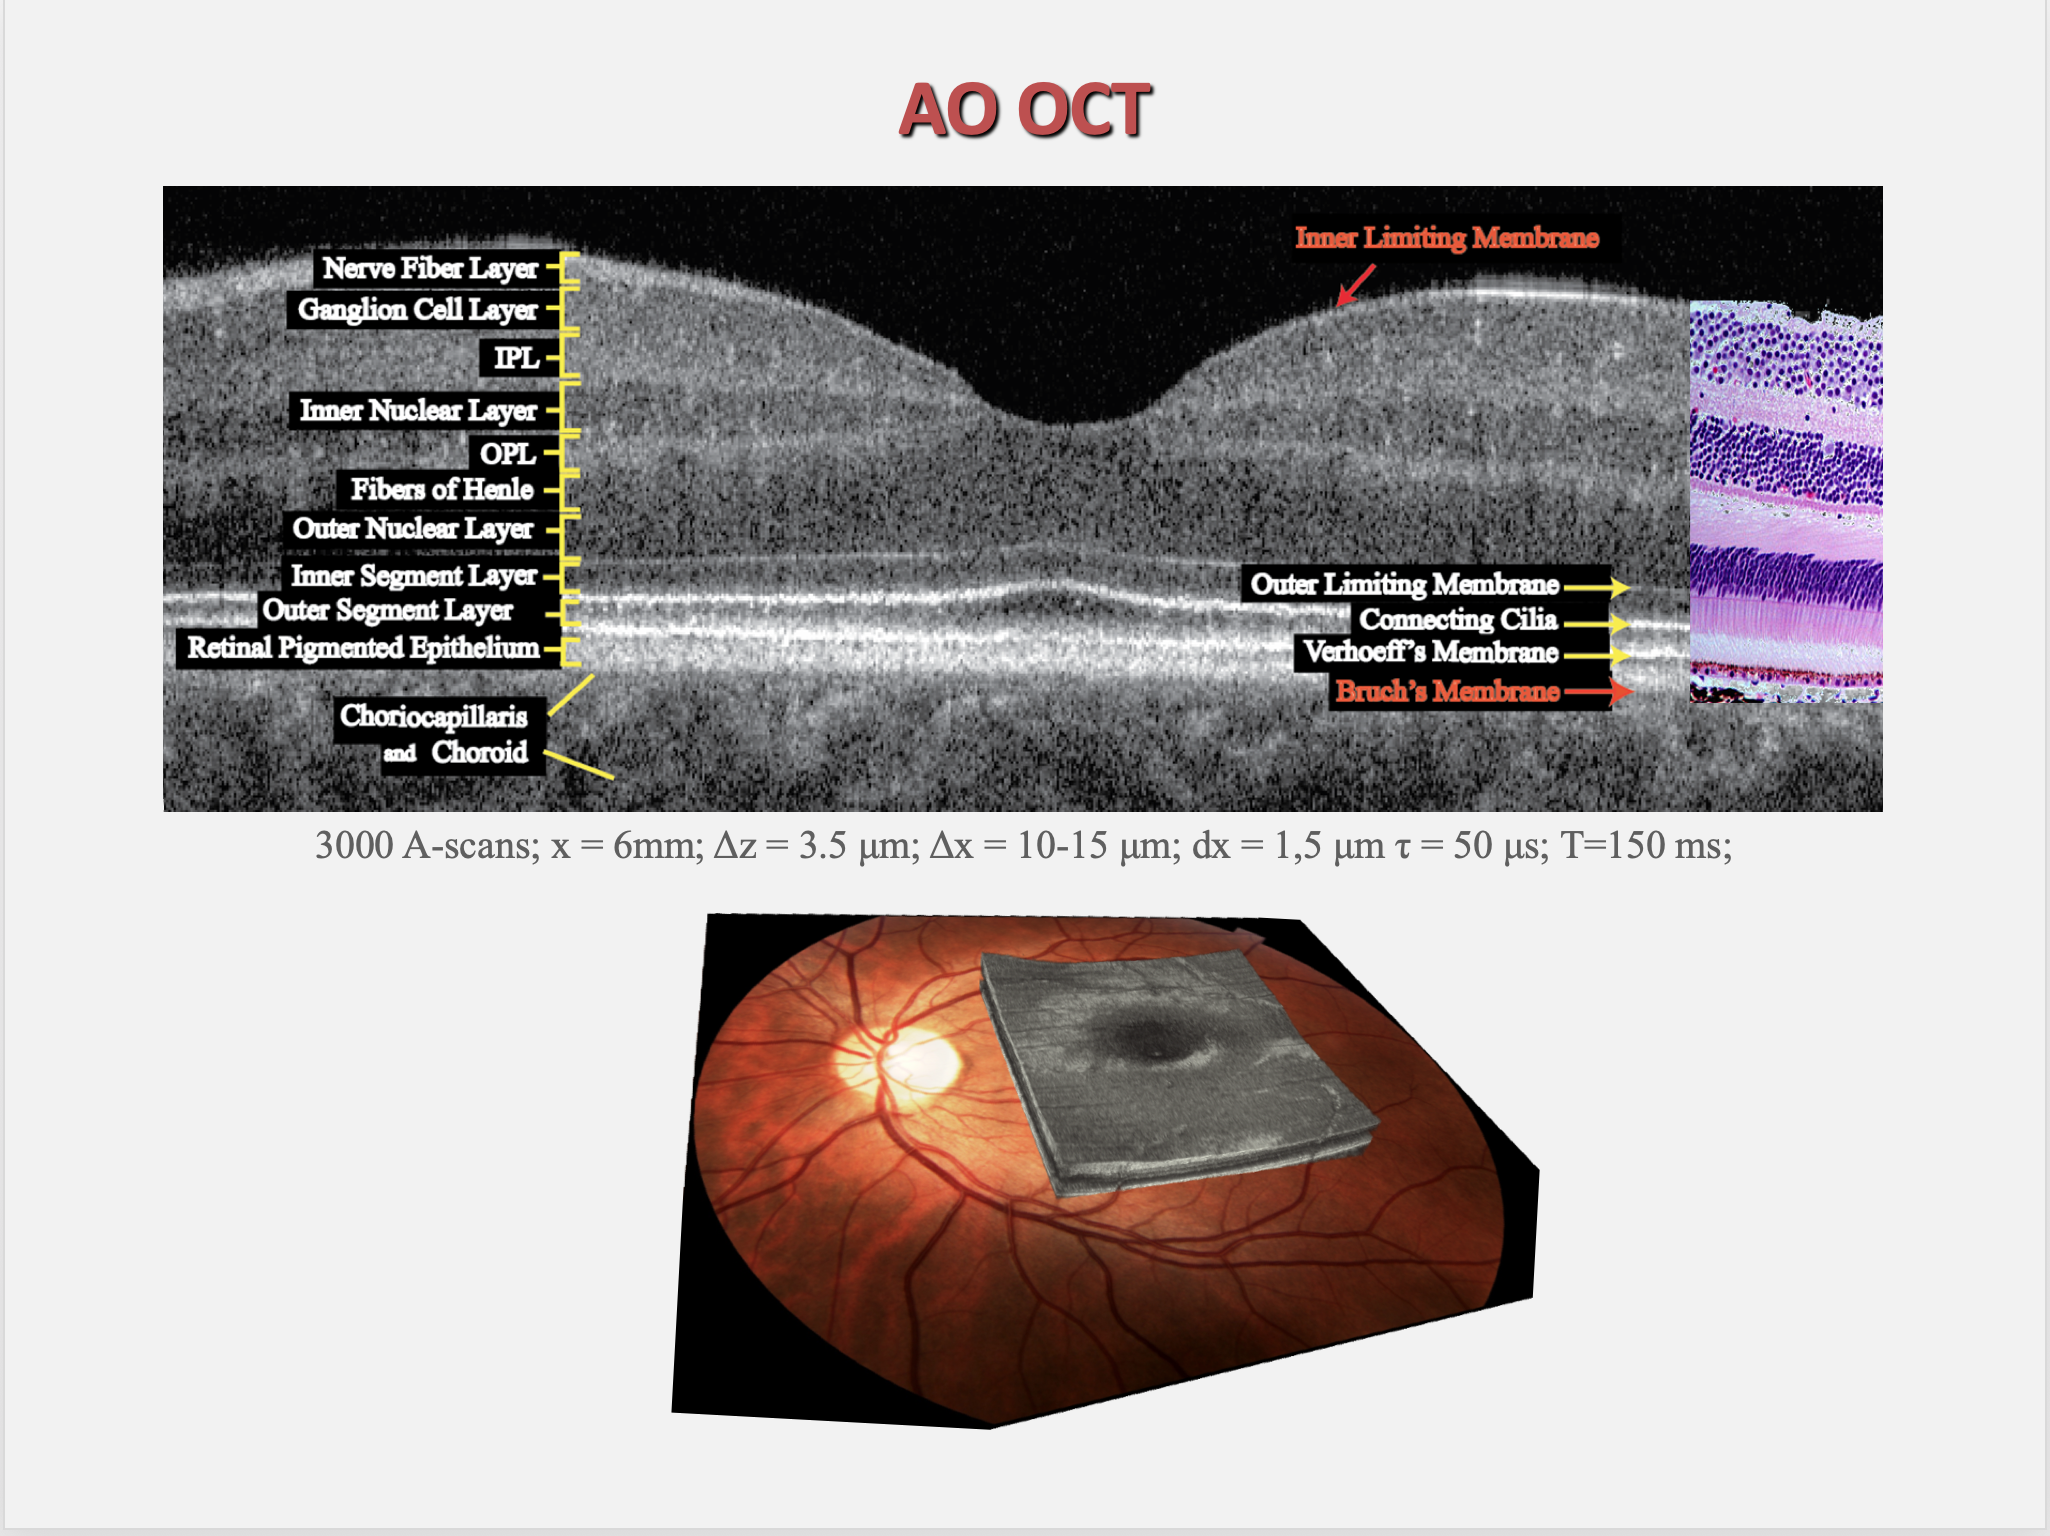 AO OCT
Inner Limiting Membrane
Nerve Fiber Layer
Ganglion Cell Layer
IPL
Inner Nuclear Layer
OPL
Fibers of Henle
Outer Nuclear Layer
Inner Segment Layer
Outer Segment Layer
Retinal Pigmented Epithelium
Choriocapillaris
and Choroid
Outer Limiting Membrane
Connecting Cilia
Verhoeff's Membrane
Bruch's Membrane
3000 A-scans; x = 6mm; Δz = 3.5 μm; Δx = 10-15 μm; dx = 1,5 μm τ = 50 μs; T=150 ms;